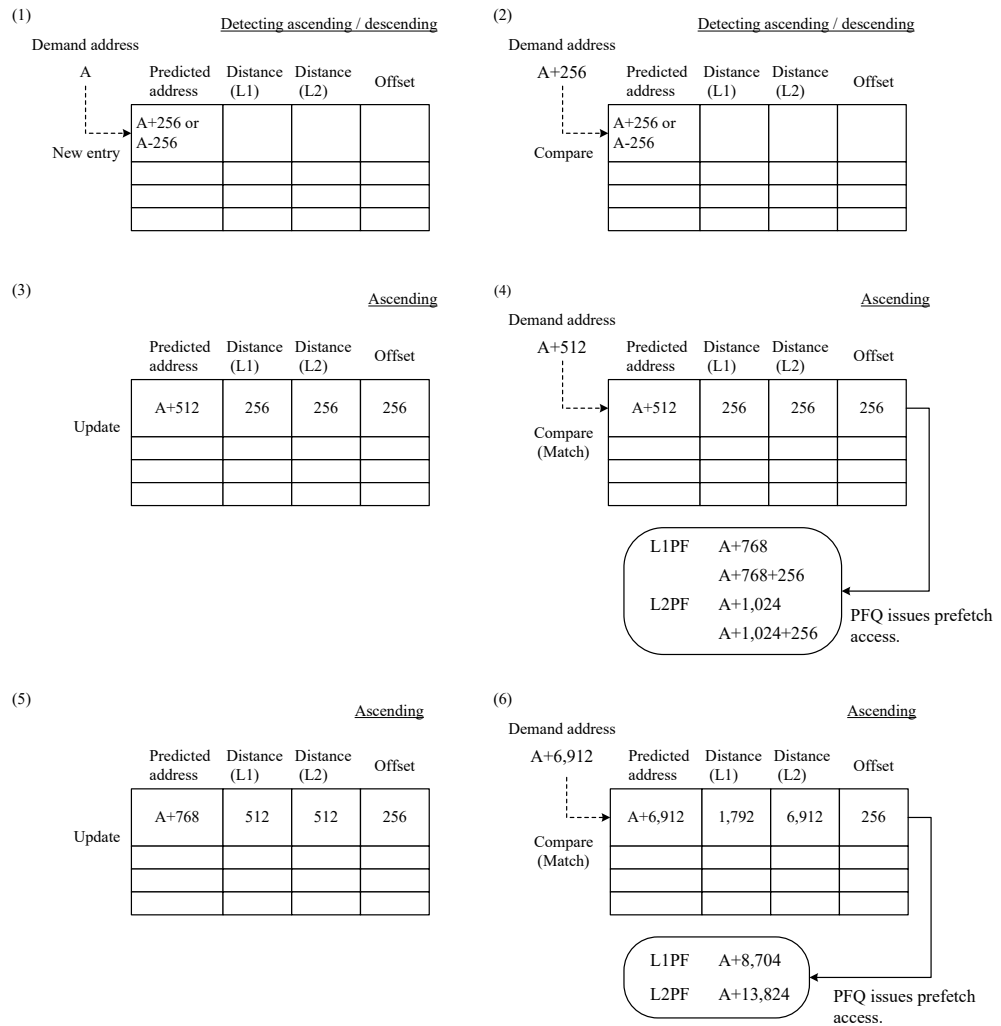 (1)
Detecting ascending / descending
Demand address
A
Predicted address
Distance (L1)
Distance (L2)
Offset
A+256 or
A-256
New entry
(2)
Detecting ascending / descending
Demand address
A+256
Predicted address
Distance (L1)
Distance (L2)
Offset
A+256 or
A-256
Compare
(3)
Ascending
Predicted address
Distance (L1)
Distance (L2)
Offset
Update
A+512 256 256 256
(4)
Ascending
Demand address
A+512
Predicted address
Distance (L1)
Distance (L2)
Offset
A+512 256 256 256
Compare
(Match)
L1PF A+768
A+768+256
L2PF A+1,024
A+1,024+256
PFQ issues prefetch
access.
(5)
Ascending
Predicted address
Distance (L1)
Distance (L2)
Offset
Update
A+768 512 512 256
(6)
Ascending
Demand address
A+6,912
Predicted address
Distance (L1)
Distance (L2)
Offset
A+6,912 1,792 6,912 256
Compare
(Match)
L1PF A+8,704
L2PF A+13,824
PFQ issues prefetch
access.